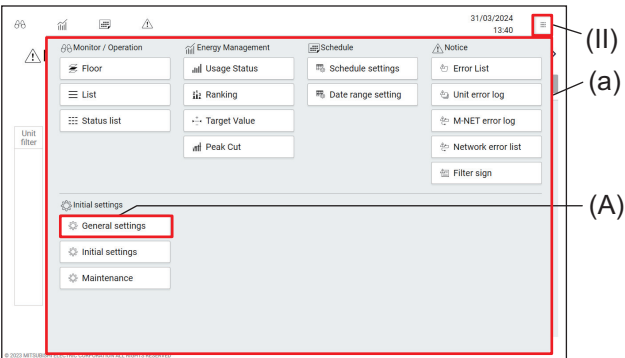 88
31/03/2024
13:40
(II)
Monitor / Operation
Energy Management
Schedule
Notice
Floor
Usage Status
Schedule settings
Error List
(a)
List
Ranking
Date range setting
Unit error log
Status list
Target Value
M-NET error log
Unit
filter
Peak Cut
Network error list
Filter sign
Initial settings
(A)
General settings
Initial settings
Maintenance
© 2023 MITSUBISHI ELECTRIC CORPORATION ALL RIGHTS RESERVED